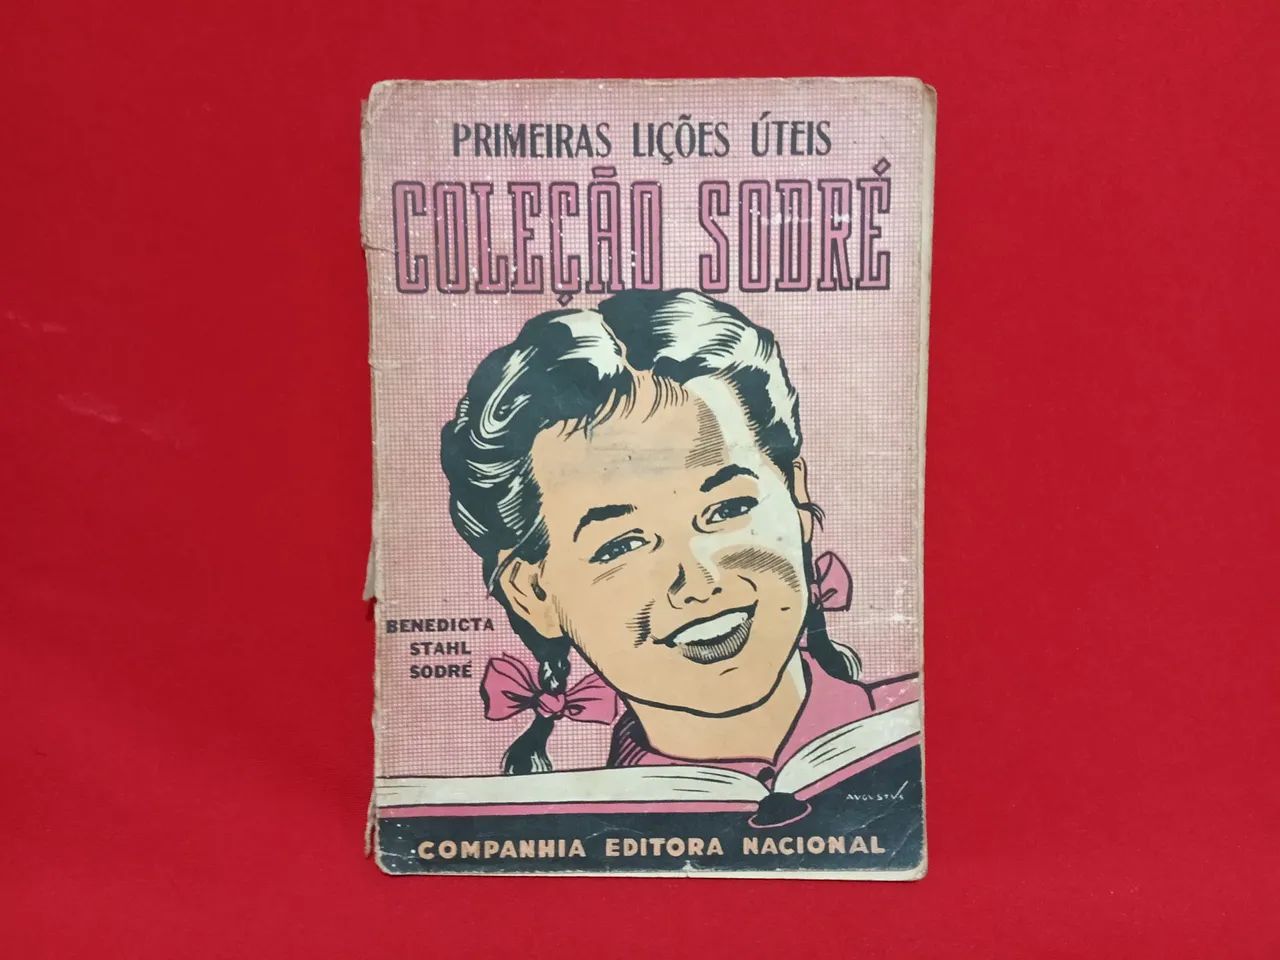 PRIMEIRAS LIÇÕES ÚTEIS
COLEÇÃO SODRÉ
BENEDICTA
STAHL
SODRÉ
AVGVSTVS
COMPANHIA EDITORA NACIONAL